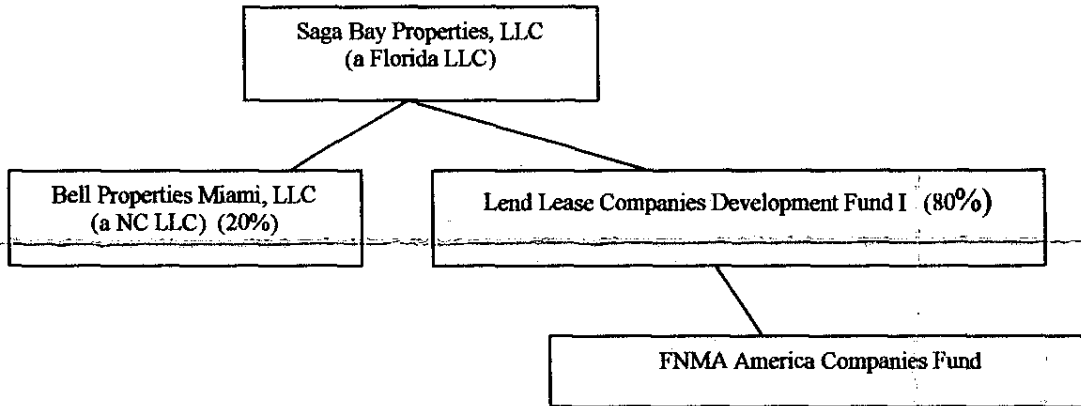 Saga Bay Properties, LLC
(a Florida LLC)
Bell Properties Miami, LLC
(a NC LLC) (20%)
Lend Lease Companies Development Fund I (80%)
FNMA America Companies Fund